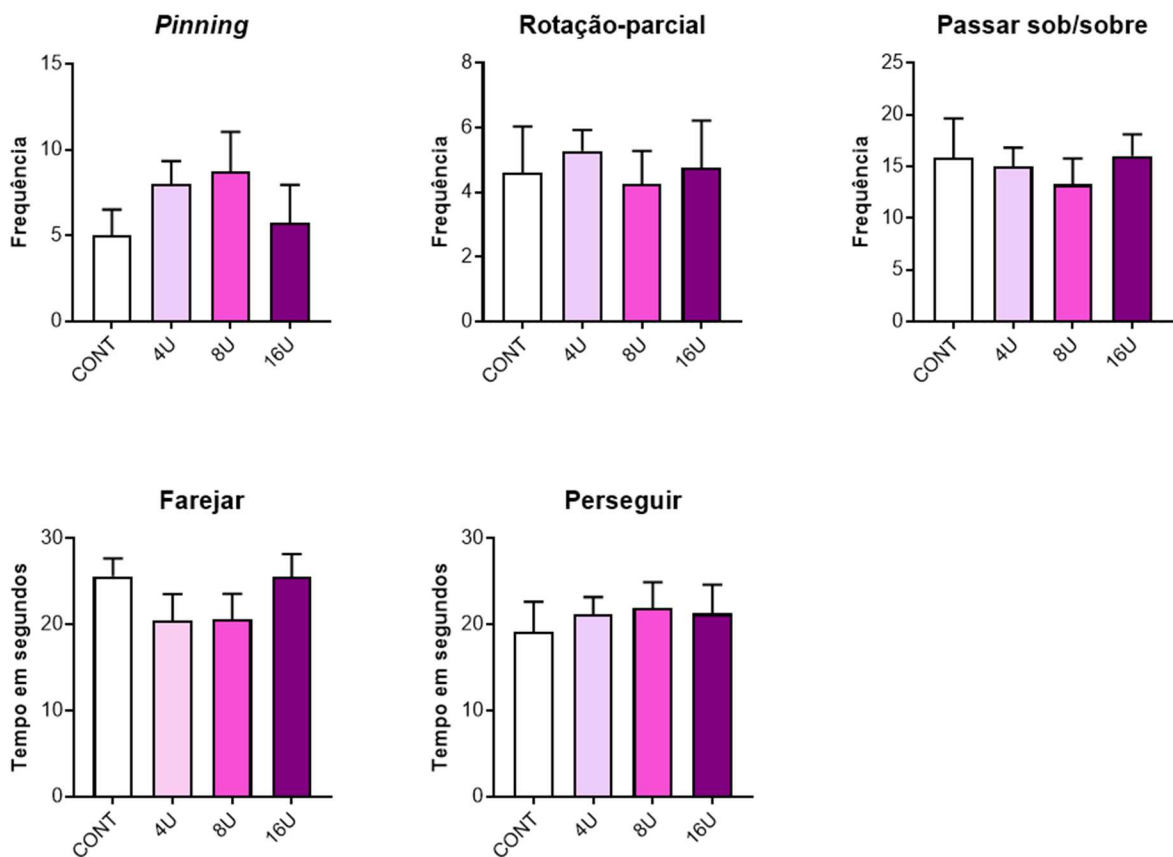 Pinning
Frequência
15
10
5
0
CONT
4U
8U
16U
Rotação-parcial
Frequência
8
6
4
2
0
CONT
4U
8U
16U
Passar sob/sobre
Frequência
25
20
15
10
5
0
CONT
4U
8U
16U
Farejar
Tempo em segundos
30
20
10
0
CONT
4U
8U
16U
Perseguir
Tempo em segundos
30
20
10
0
CONT
4U
8U
16U